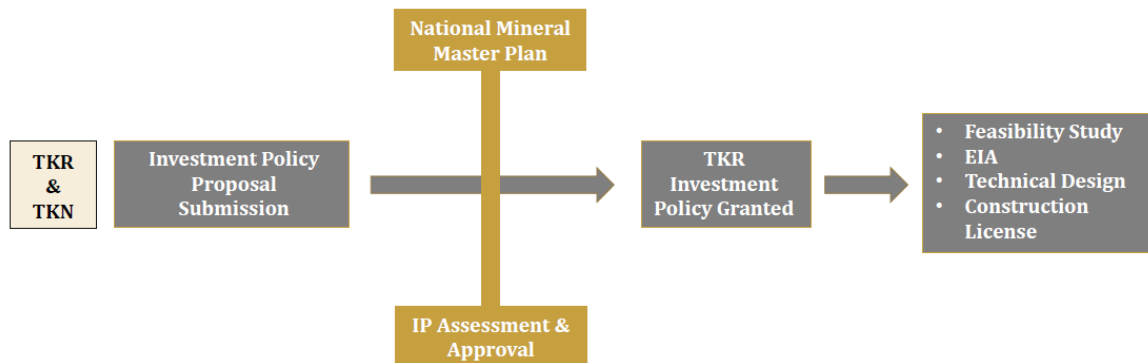 National Mineral
Master Plan
TKR
&
TKN
Investment Policy
Proposal
Submission
TKR
Investment
Policy Granted
• Feasibility Study
• EIA
• Technical Design
• Construction
License
IP Assessment &
Approval